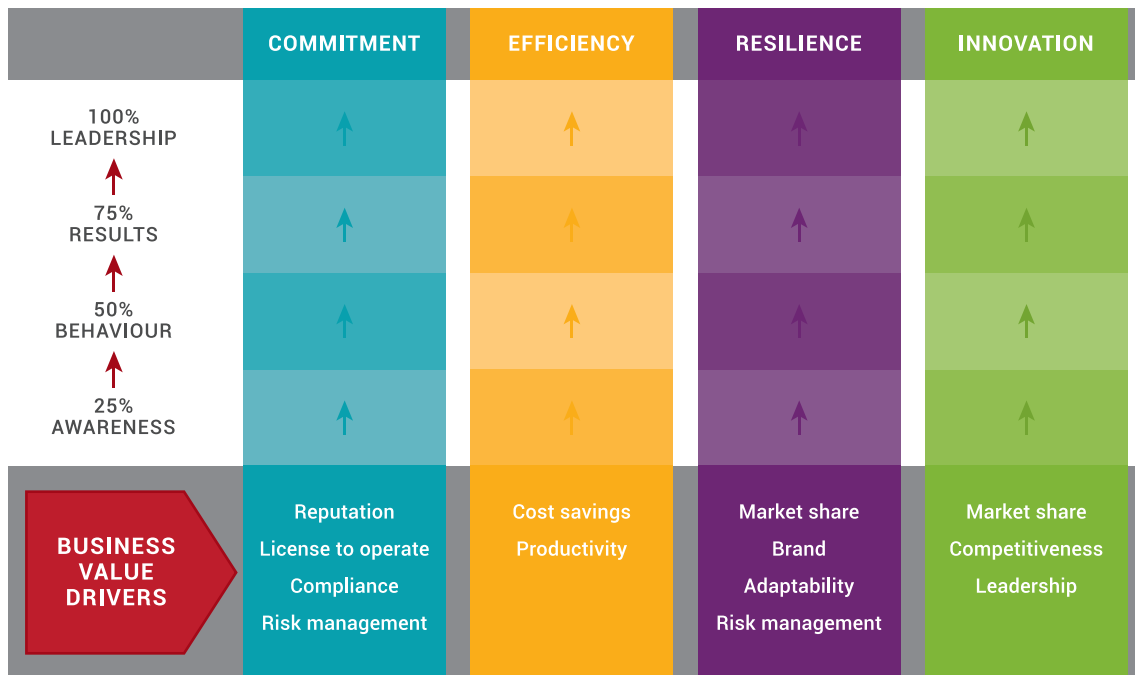 COMMITMENT
EFFICIENCY
RESILIENCE
INNOVATION
100%
LEADERSHIP
75%
RESULTS
50%
BEHAVIOUR
25%
AWARENESS
BUSINESS
VALUE
DRIVERS
Reputation
License to operate
Compliance
Risk management
Cost savings
Productivity
Market share
Brand
Adaptability
Risk management
Market share
Competitiveness
Leadership